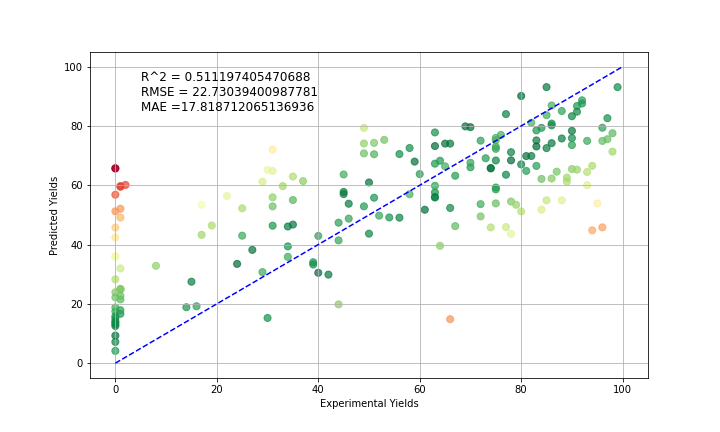 R^2 = 0.511197405470688
RMSE = 22.73039400987781
MAE =17.818712065136936
100
80
60
40
20
0
Predicted Yields
0 20 40 60 80 100
Experimental Yields